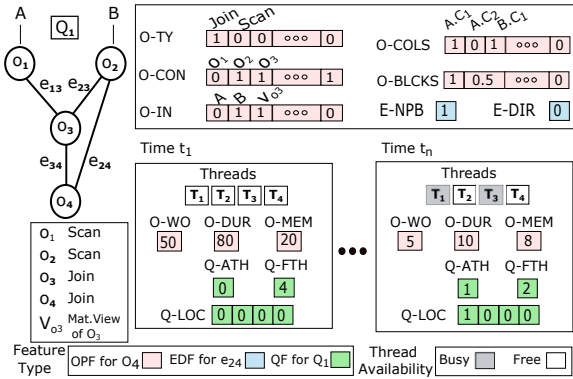 A B
Q1
O1 O2
e13 e23
O3
e34 e24
O4
O1 Scan
O2 Scan
O3 Join
O4 Join
Vo3 Mat.View of O3
Join Scan
O-TY 1 0 0 ooo 0
O1 O2 O3
O-CON 0 1 1 ooo 1
A B Vo3
O-IN 0 1 1 ooo 0
A.C1 A.C2 B.C1
O-COLS 1 0 1 ooo 0
O-BLCKS 1 0.5 ooo 0
E-NPB 1 E-DIR 0
Time t1
Threads
T1 T2 T3 T4
O-WO O-DUR O-MEM
50 80 20
Q-ATH Q-FTH
0 4
Q-LOC 0 0 0 0
Time tn
Threads
T1 T2 T3 T4
O-WO O-DUR O-MEM
5 10 8
Q-ATH Q-FTH
1 2
Q-LOC 1 0 0 0
Feature Type OPF for O4 EDF for e24 QF for Q1
Thread Availability Busy Free